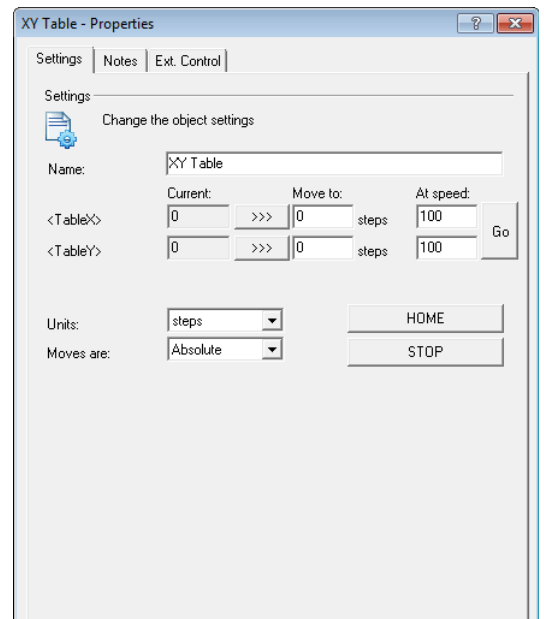 XY Table - Properties ?
Settings Notes Ext. Control
Settings
Change the object settings
Name: XY Table
Current: Move to: At speed:
<TableX> 0 >>> 0 steps 100
Go
<TableY> 0 >>> 0 steps 100
Units: steps HOME
Moves are: Absolute STOP